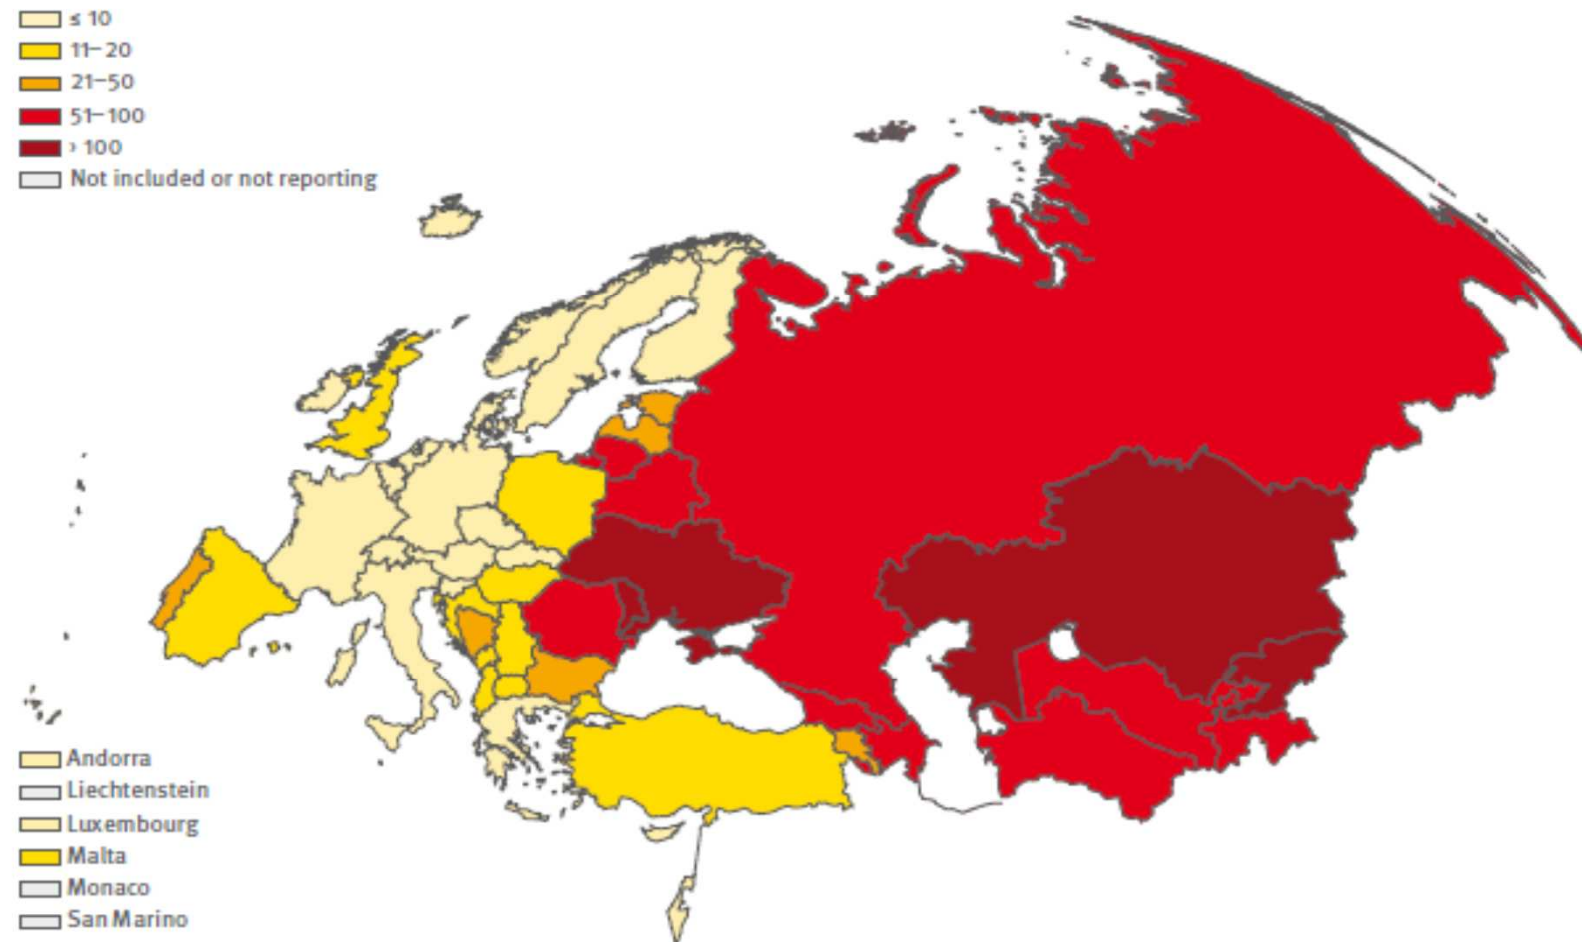 ≤ 10
11–20
21–50
51–100
> 100
Not included or not reporting
Andorra
Liechtenstein
Luxembourg
Malta
Monaco
San Marino